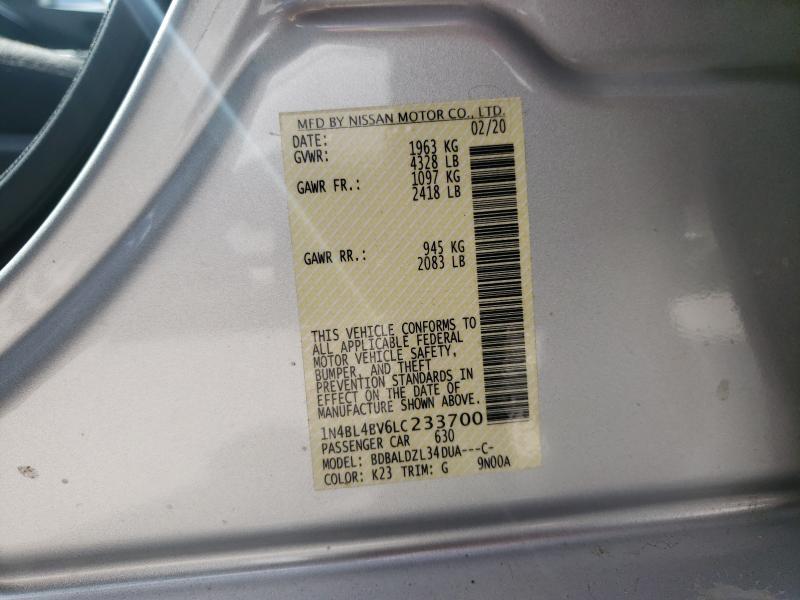 MFD BY NISSAN MOTOR CO., LTD.
DATE: 02/20
GVWR: 1963 KG
4328 LB
GAWR FR.: 1097 KG
2418 LB
GAWR RR.: 945 KG
2083 LB
THIS VEHICLE CONFORMS TO
ALL APPLICABLE FEDERAL
MOTOR VEHICLE SAFETY,
BUMPER, AND THEFT
PREVENTION STANDARDS IN
EFFECT ON THE DATE OF
MANUFACTURE SHOWN ABOVE.
1N4BL4BV6LC233700
PASSENGER CAR 630
MODEL: BDBALDZL34DUA---C-
COLOR: K23 TRIM: G 9N00A